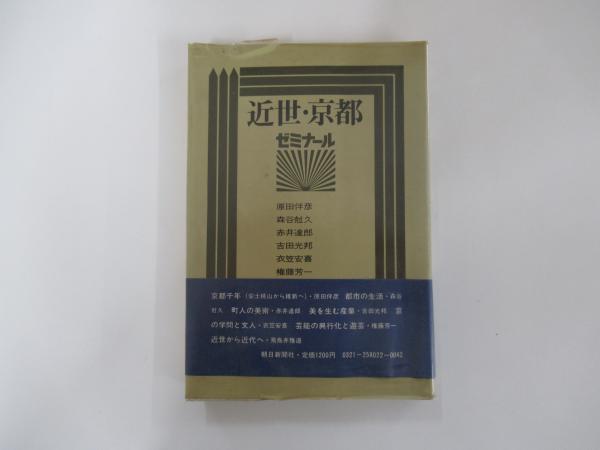 近世・京都
ゼミナール
原田伴彦
森谷尅久
赤井達郎
吉田光邦
衣笠安喜
権藤芳一
京都千年（安土桃山から維新へ）・原田伴彦　都市の生活・森谷
尅久　町人の美術・赤井達郎　美を生む産業・吉田光邦　京
の学問と文人・衣笠安喜　芸能の興行化と遊芸・権藤芳一
近世から近代へ・飛鳥井雅道
朝日新聞社・定価1200円　0321-258022-0042